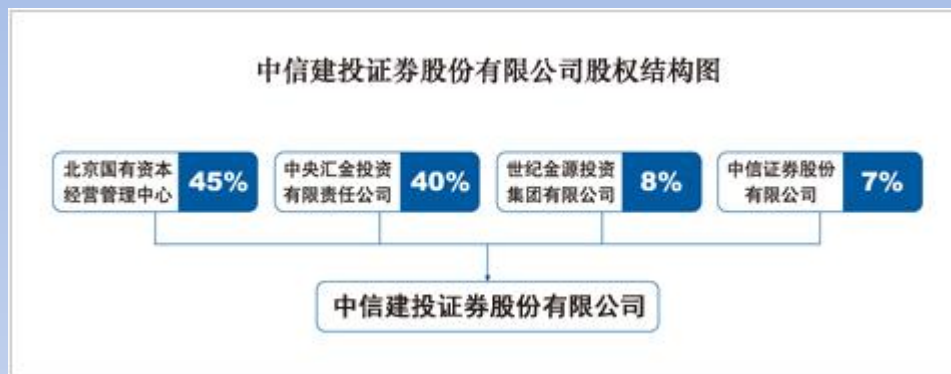 中信建投证券股份有限公司股权结构图
北京国有资本
经营管理中心
45%
中央汇金投资
有限责任公司
40%
世纪金源投资
集团有限公司
8%
中信证券股份
有限公司
7%
中信建投证券股份有限公司